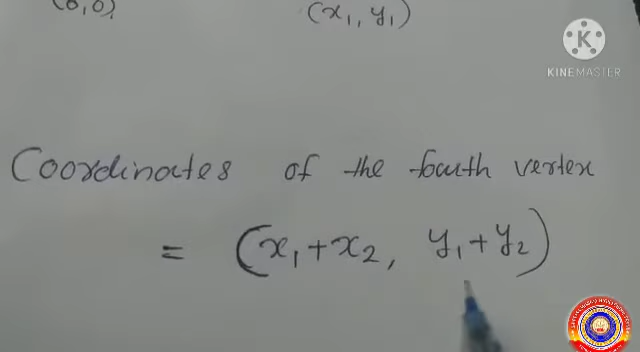 (0,0) (x₁, y₁)
KINEMASTER
Coordinates of the fourth vertex
= (x₁+x₂, y₁+y₂)